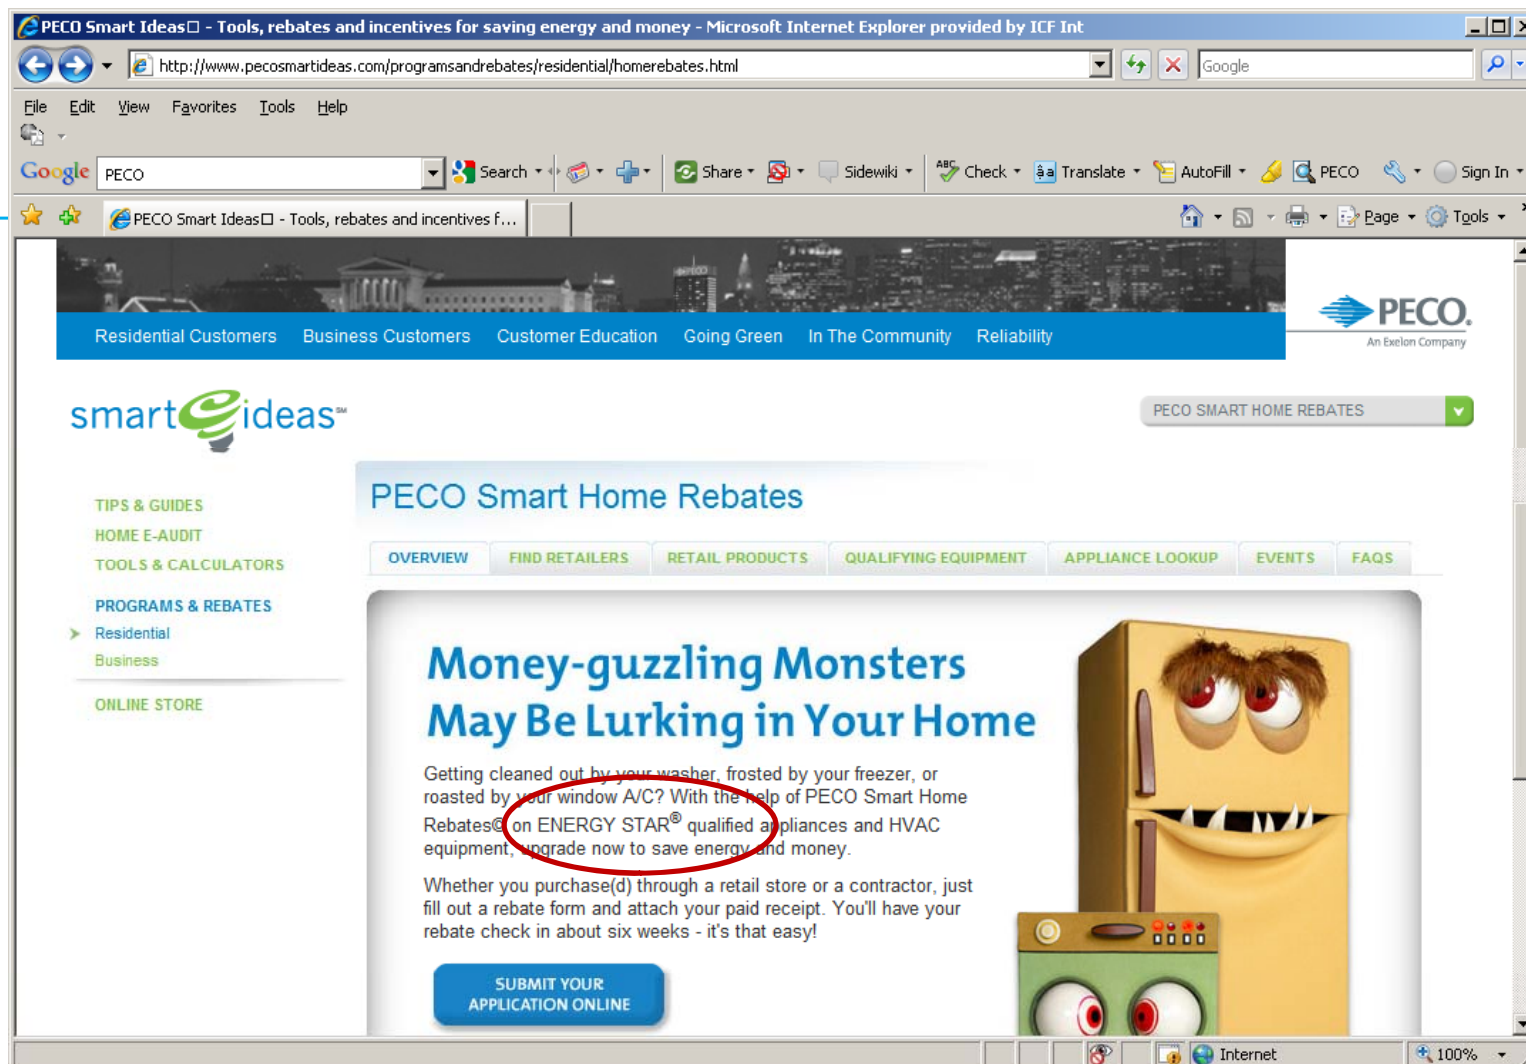 PECO Smart Ideas□ - Tools, rebates and incentives for saving energy and money - Microsoft Internet Explorer provided by ICF Int
http://www.pecosmartideas.com/programsandrebates/residential/homerebates.html
Google
File Edit View Favorites Tools Help
Google PECO Search Share Sidewiki ABC Check Translate AutoFill PECO Sign In
PECO Smart Ideas□ - Tools, rebates and incentives f...
Page Tools
Residential Customers Business Customers Customer Education Going Green In The Community Reliability
PECO.
An Exelon Company
smart e ideas℠
PECO SMART HOME REBATES
TIPS & GUIDES
HOME E-AUDIT
TOOLS & CALCULATORS
PROGRAMS & REBATES
Residential
Business
ONLINE STORE
PECO Smart Home Rebates
OVERVIEW FIND RETAILERS RETAIL PRODUCTS QUALIFYING EQUIPMENT APPLIANCE LOOKUP EVENTS FAQS
Money-guzzling Monsters
May Be Lurking in Your Home
Getting cleaned out by your washer, frosted by your freezer, or
roasted by your window A/C? With the help of PECO Smart Home
Rebates© on ENERGY STAR® qualified appliances and HVAC
equipment, upgrade now to save energy and money.
Whether you purchase(d) through a retail store or a contractor, just
fill out a rebate form and attach your paid receipt. You'll have your
rebate check in about six weeks - it's that easy!
SUBMIT YOUR
APPLICATION ONLINE
Internet 100%